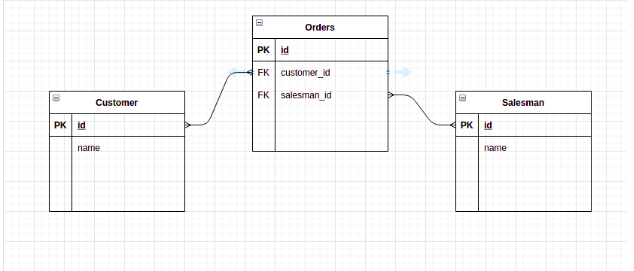 Orders
PK id
FK customer_id
FK salesman_id
Customer
PK id
name
Salesman
PK id
name